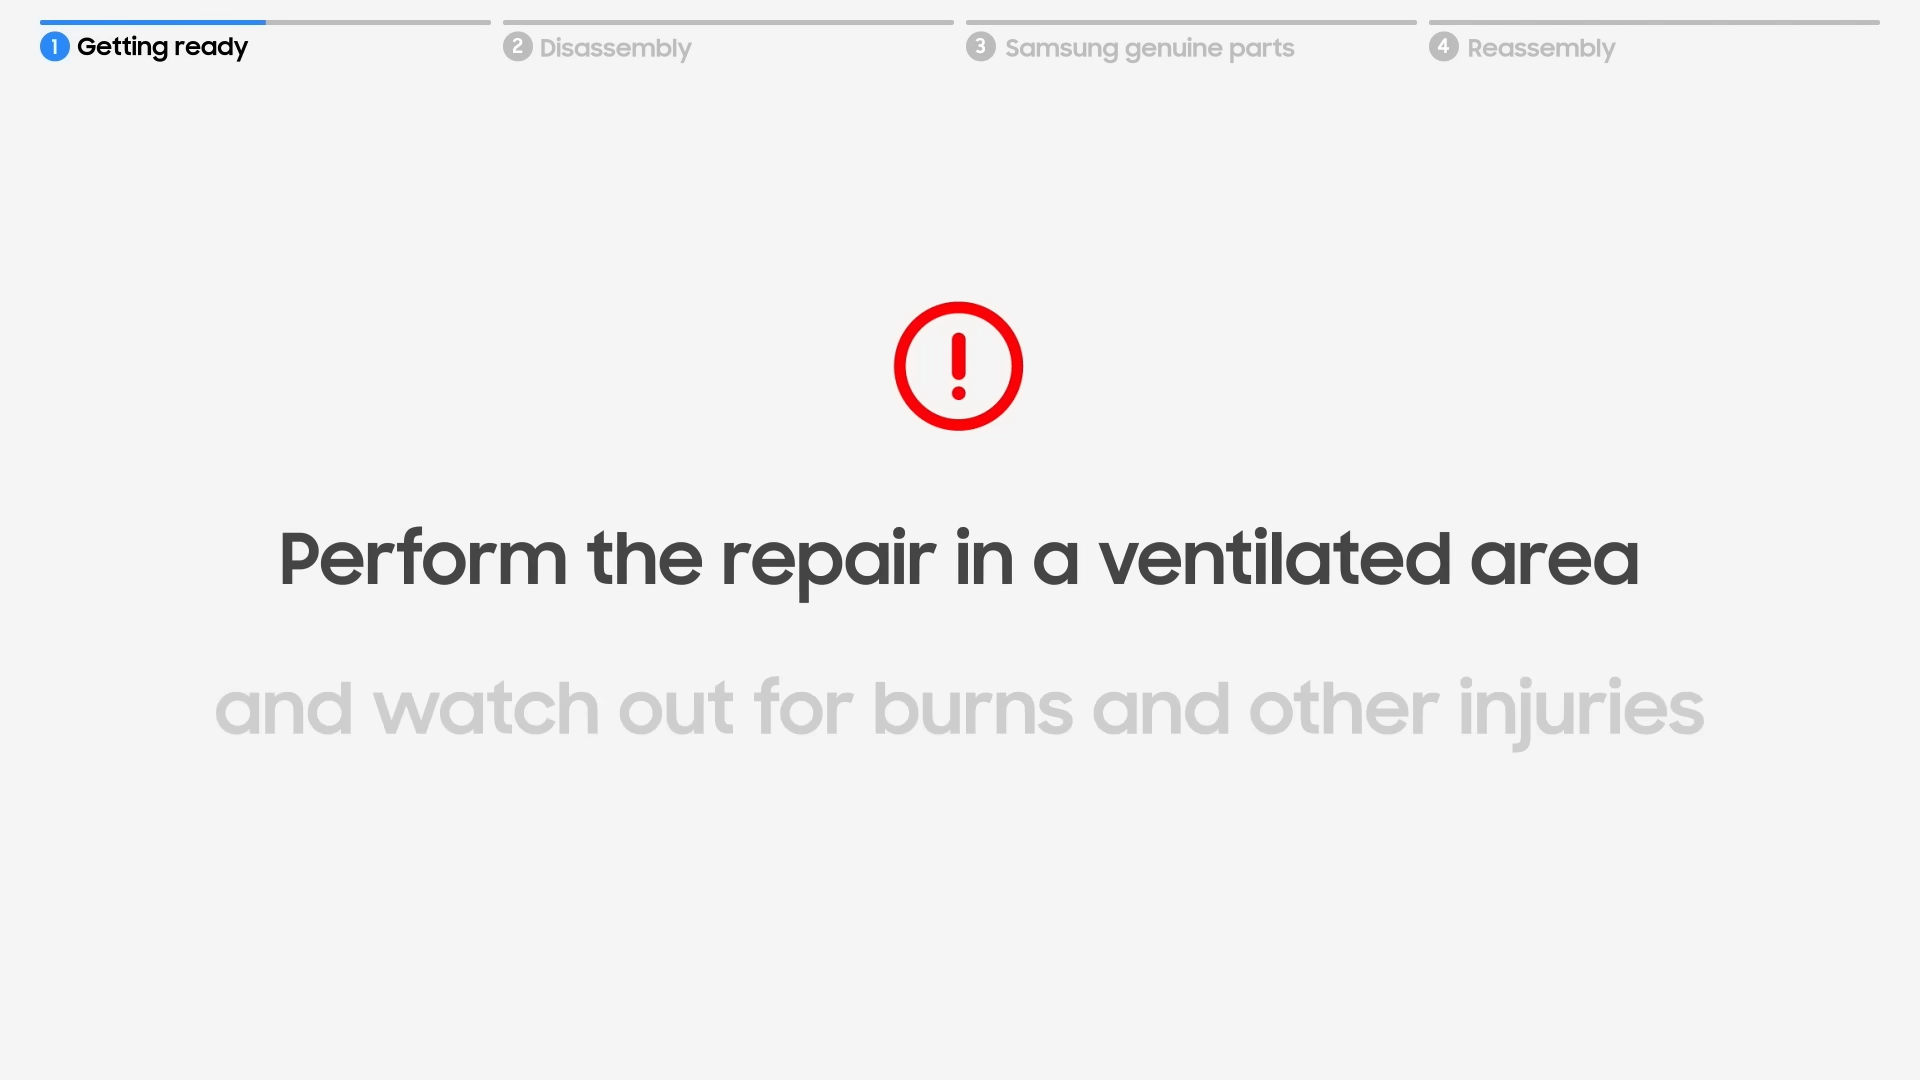 1 Getting ready
2 Disassembly
3 Samsung genuine parts
4 Reassembly
Perform the repair in a ventilated area
and watch out for burns and other injuries